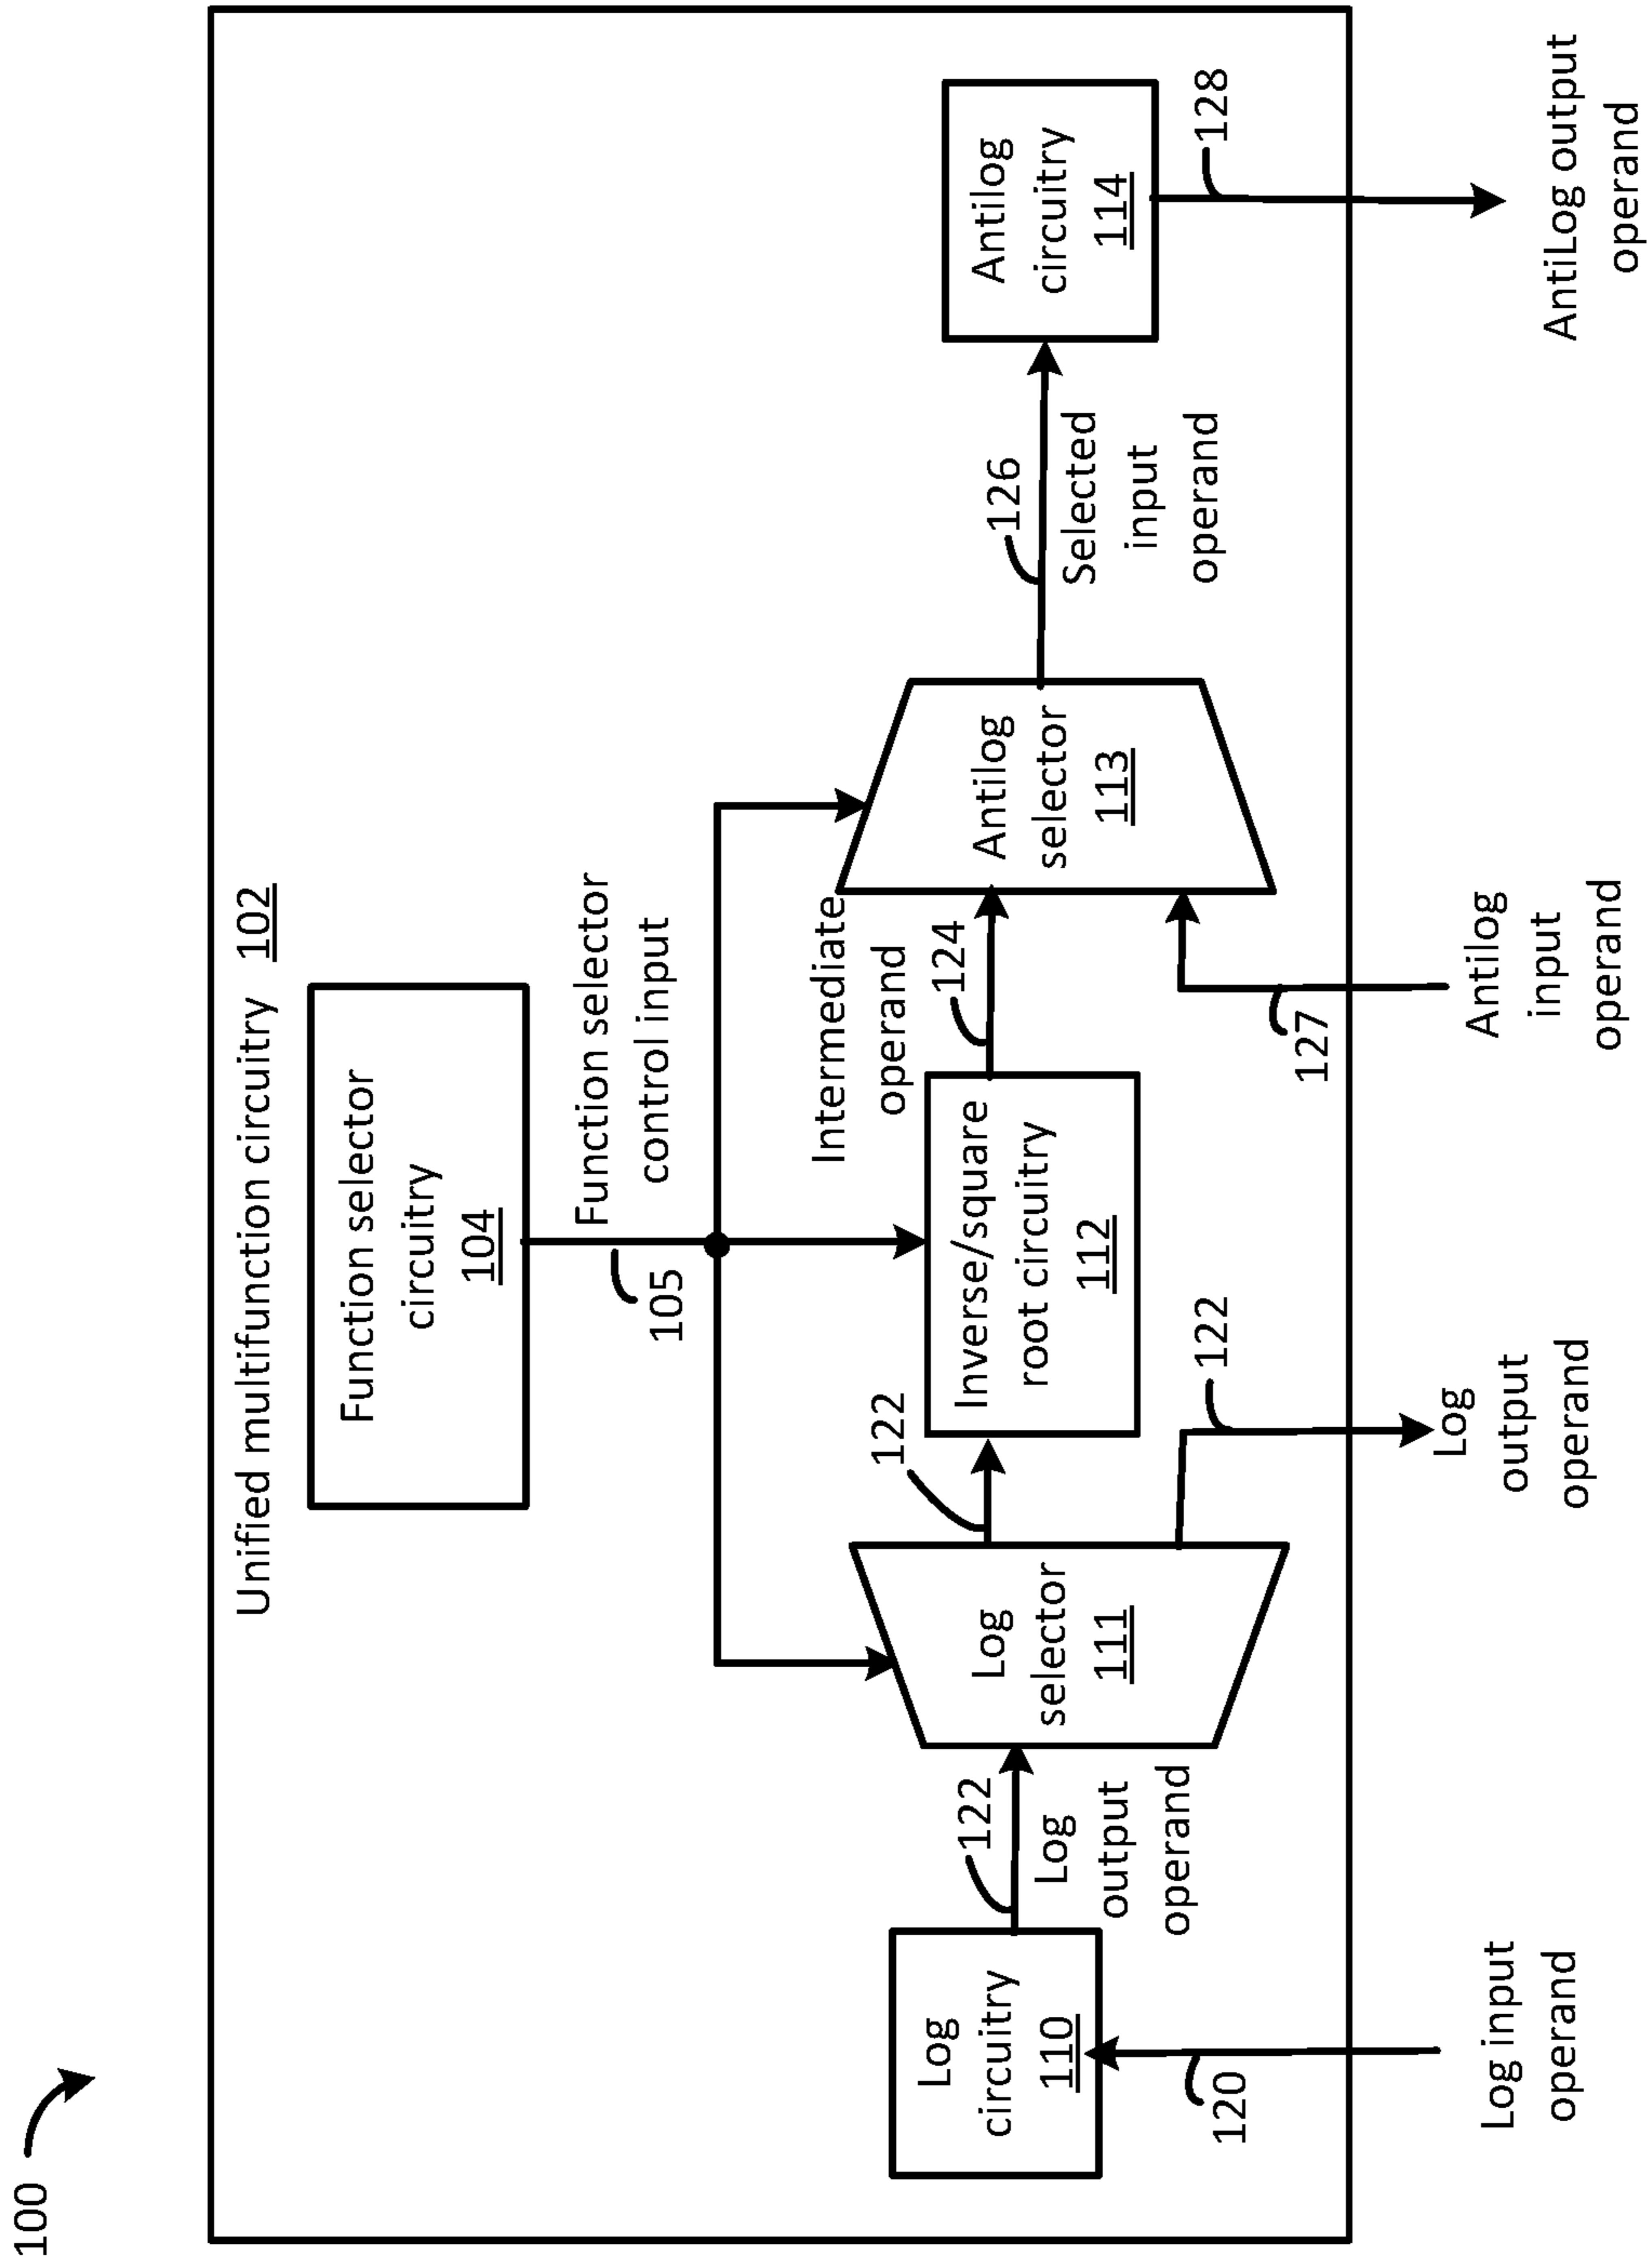 100
Unified multifunction circuitry 102
Function selector
circuitry
104
Function selector
control input
105
Intermediate
operand
124
122
122
126
Log
circuitry
110
Log
output
operand
Log
selector
111
Inverse/square
root circuitry
112
Antilog
selector
113
Selected
input
operand
Antilog
circuitry
114
120
122
127
128
Log input
operand
Log
output
operand
Antilog
input
operand
AntiLog output
operand